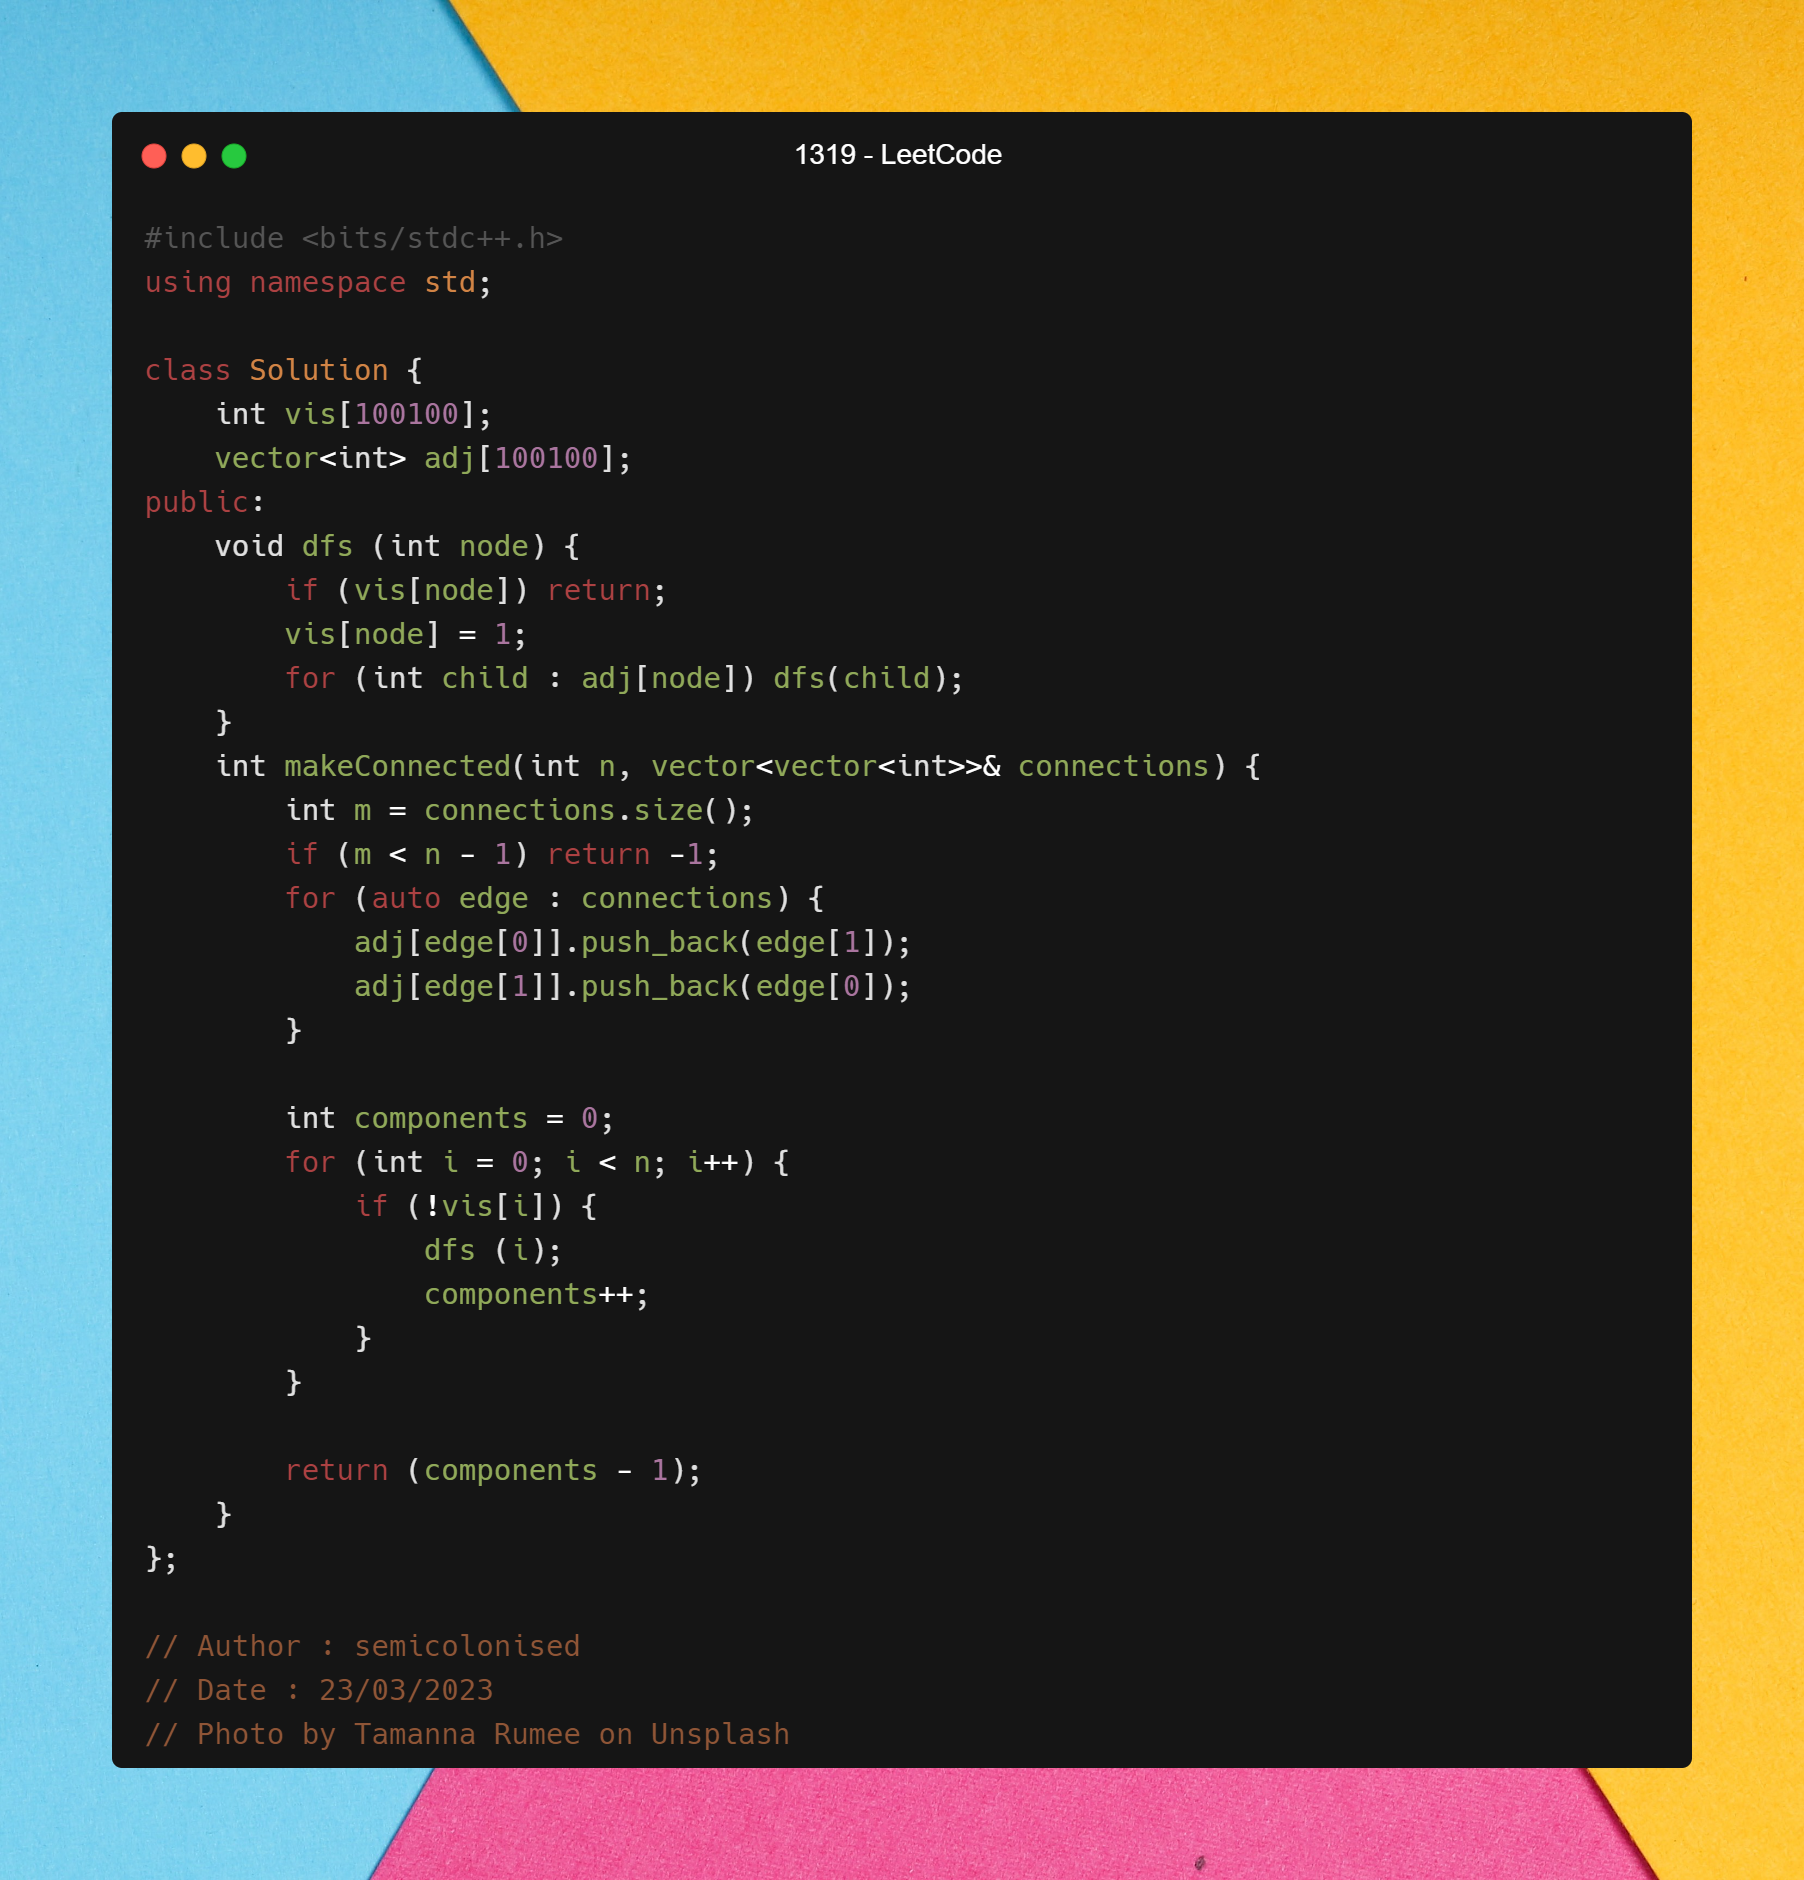 1319 - LeetCode
#include <bits/stdc++.h>
using namespace std;
class Solution {
    int vis[100100];
    vector<int> adj[100100];
public:
    void dfs (int node) {
        if (vis[node]) return;
        vis[node] = 1;
        for (int child : adj[node]) dfs(child);
    }
    int makeConnected(int n, vector<vector<int>>& connections) {
        int m = connections.size();
        if (m < n - 1) return -1;
        for (auto edge : connections) {
            adj[edge[0]].push_back(edge[1]);
            adj[edge[1]].push_back(edge[0]);
        }
        int components = 0;
        for (int i = 0; i < n; i++) {
            if (!vis[i]) {
                dfs (i);
                components++;
            }
        }
        return (components - 1);
    }
};
// Author : semicolonised
// Date : 23/03/2023
// Photo by Tamanna Rumee on Unsplash